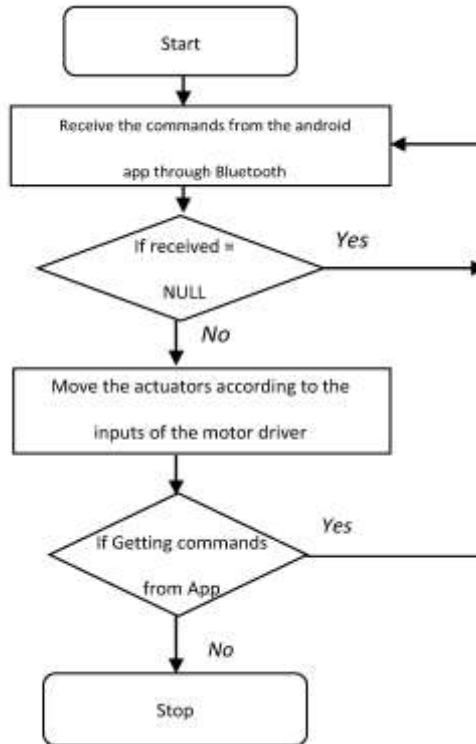 Start
Receive the commands from the android
app through Bluetooth
If received =
NULL
Yes
No
Move the actuators according to the
inputs of the motor driver
If Getting commands
from App
Yes
No
Stop